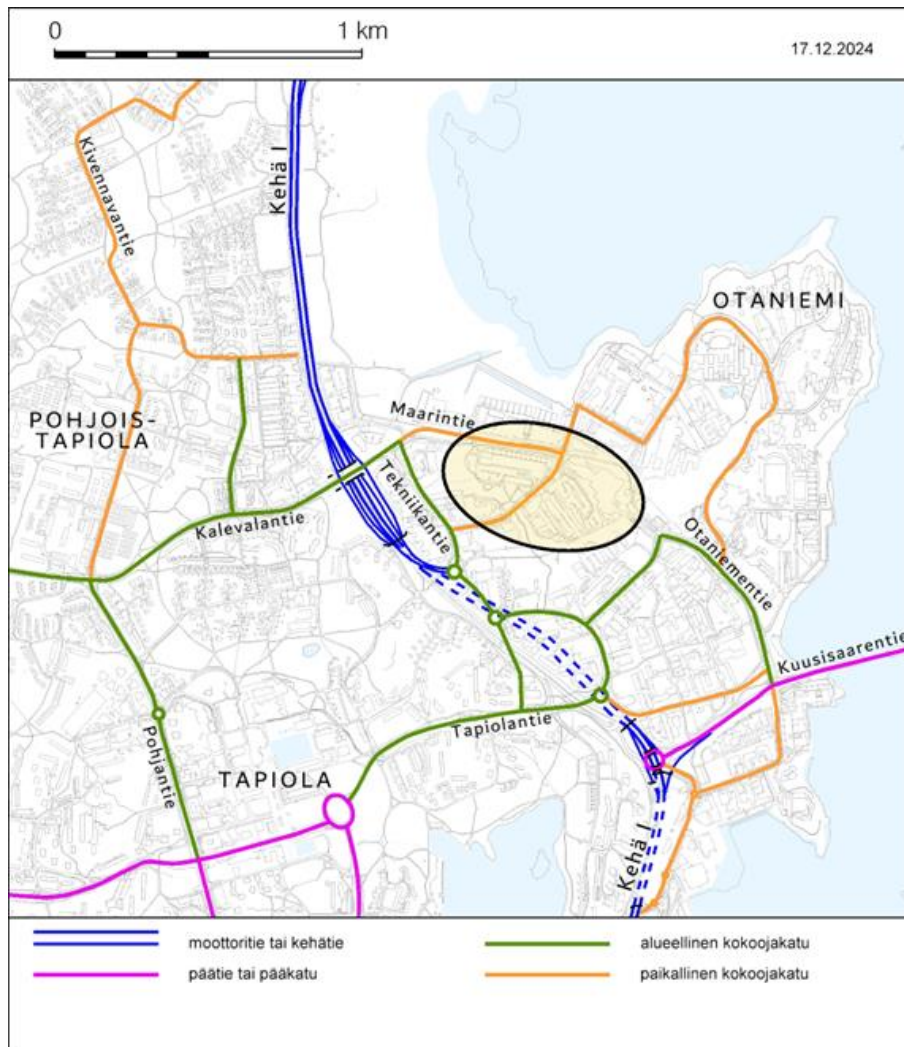 0 1 km
17.12.2024
Kehä I
Kivennavantie
OTANIEMI
POHJOIS-
TAPIOLA
Maarintie
Tekniikantie
Kalevalantie
Otaniementie
Kuusisaarentie
Tapiolantie
Pohjantie
TAPIOLA
Kehä I
moottoritie tai kehätie
alueellinen kokoojakatu
päätie tai pääkatu
paikallinen kokoojakatu